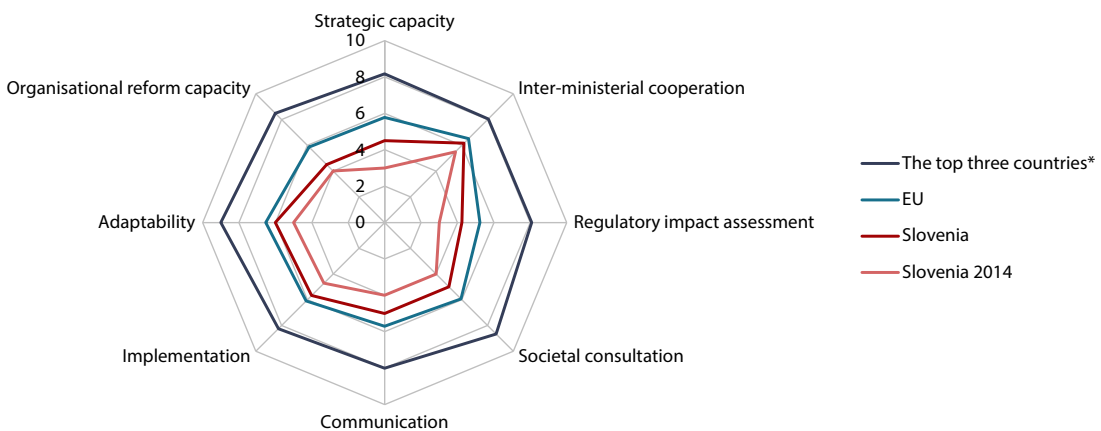 Strategic capacity
10
Organisational reform capacity
8
Inter-ministerial cooperation
6
4
The top three countries*
2
EU
Adaptability
0
Regulatory impact assessment
Slovenia
Slovenia 2014
Implementation
Societal consultation
Communication